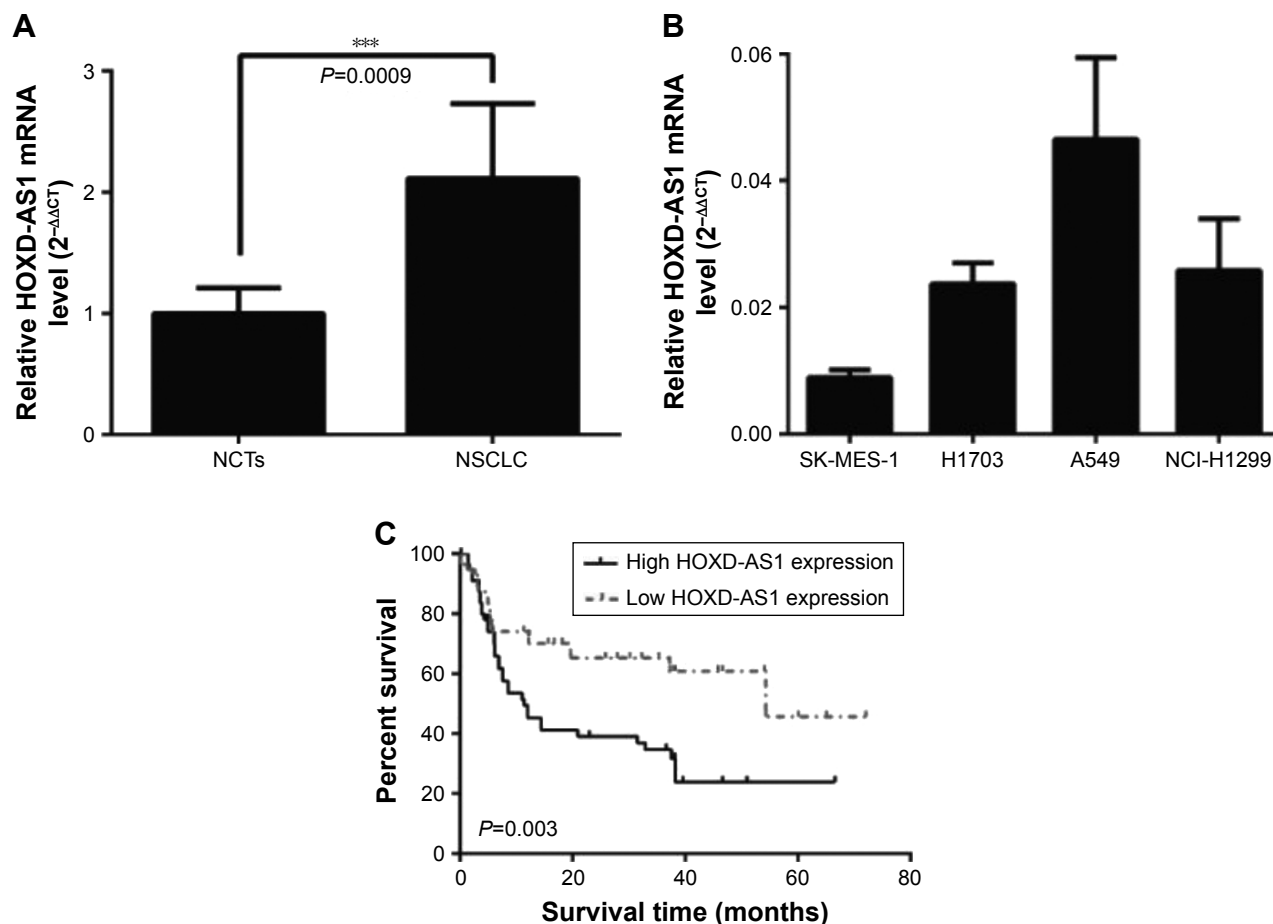 A
***
P=0.0009
Relative HOXD-AS1 mRNA
level (2−ΔΔCT)
3
2
1
0
NCTs
NSCLC
B
Relative HOXD-AS1 mRNA
level (2−ΔΔCT)
0.06
0.04
0.02
0.00
SK-MES-1
H1703
A549
NCI-H1299
C
High HOXD-AS1 expression
Low HOXD-AS1 expression
Percent survival
100
80
60
40
20
0
P=0.003
0
20
40
60
80
Survival time (months)